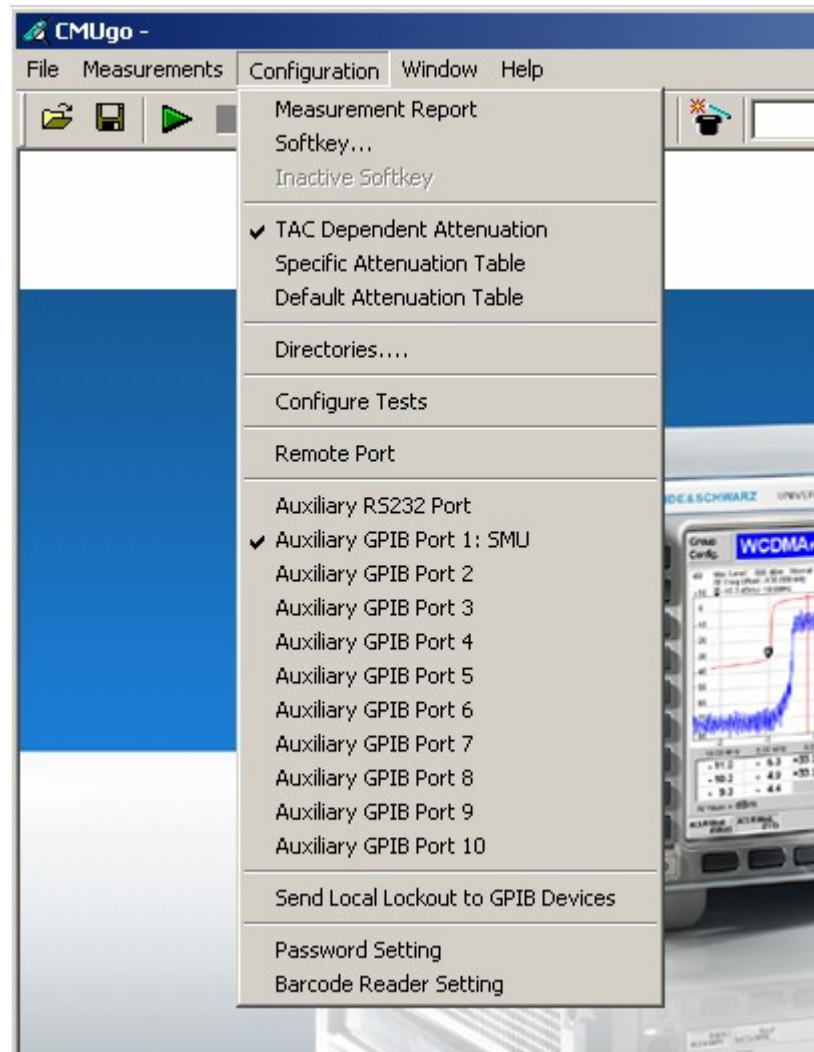 CMUgo -
File Measurements Configuration Window Help
Measurement Report
Softkey...
Inactive Softkey
TAC Dependent Attenuation
Specific Attenuation Table
Default Attenuation Table
Directories....
Configure Tests
Remote Port
Auxiliary RS232 Port
Auxiliary GPIB Port 1: SMU
Auxiliary GPIB Port 2
Auxiliary GPIB Port 3
Auxiliary GPIB Port 4
Auxiliary GPIB Port 5
Auxiliary GPIB Port 6
Auxiliary GPIB Port 7
Auxiliary GPIB Port 8
Auxiliary GPIB Port 9
Auxiliary GPIB Port 10
Send Local Lockout to GPIB Devices
Password Setting
Barcode Reader Setting
DE&SCHWARZ
Group
Config.
WCDMA